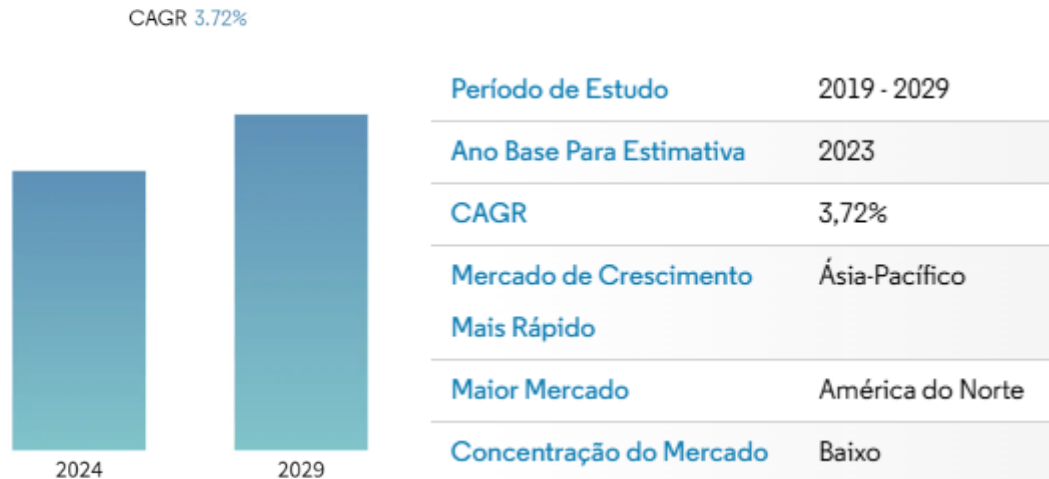 CAGR 3.72%
2024
2029
Período de Estudo 2019 - 2029
Ano Base Para Estimativa 2023
CAGR 3,72%
Mercado de Crescimento Ásia-Pacífico
Mais Rápido
Maior Mercado América do Norte
Concentração do Mercado Baixo